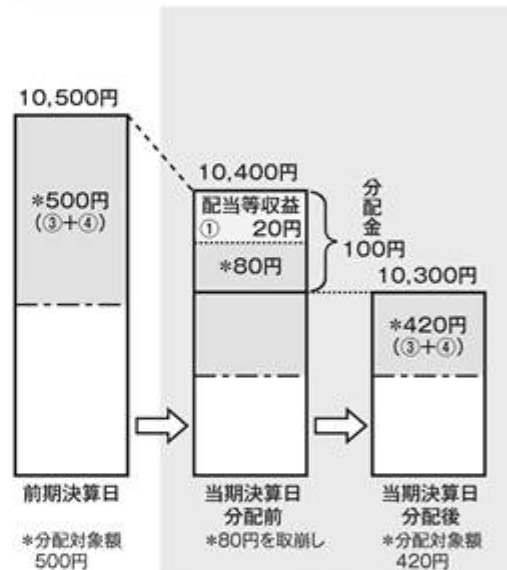 10,500円
*500円
(③+④)
10,400円
配当等収益
① 20円
*80円
分配金
100円
10,300円
*420円
(③+④)
前期決算日
*分配対象額
500円
当期決算日
分配前
*80円を取崩し
当期決算日
分配後
*分配対象額
420円